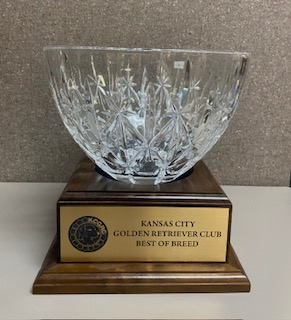 KANSAS CITY
GOLDEN RETRIEVER CLUB
BEST OF BREED